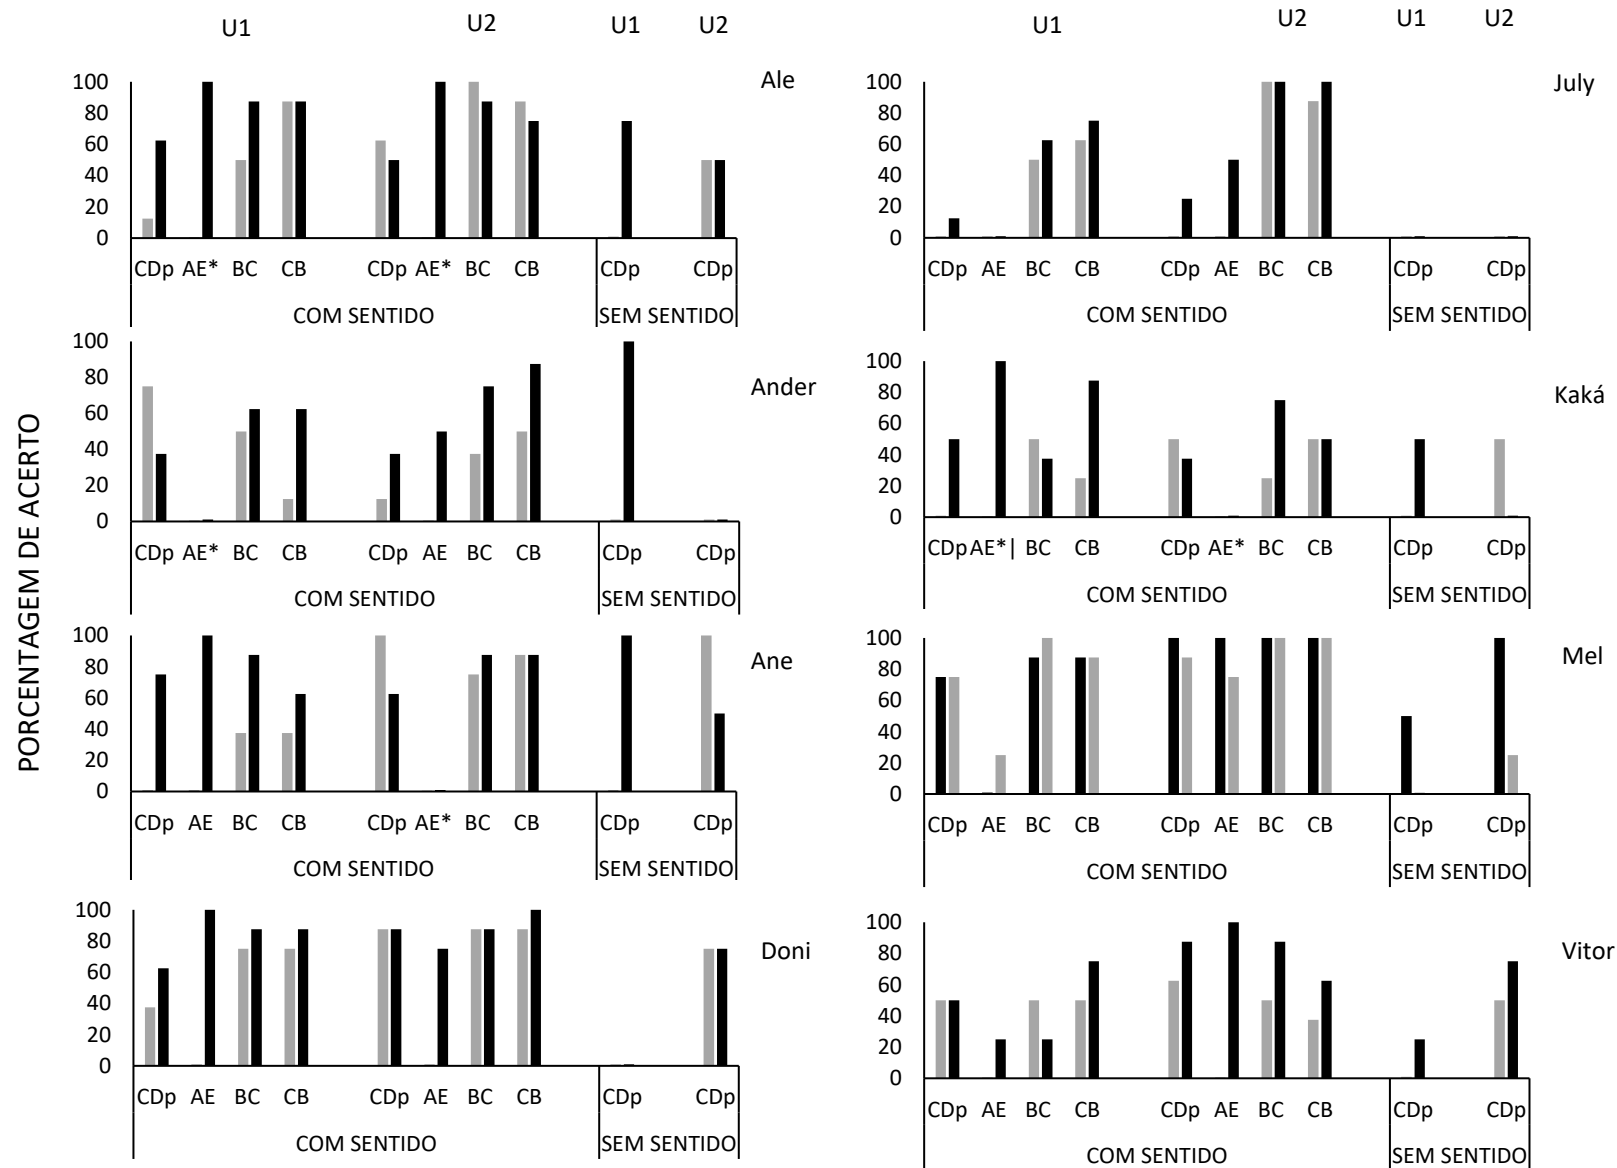 U1 U2 U1 U2
U1 U2 U1 U2
PORCENTAGEM DE ACERTO
Ale
100
80
60
40
20
0
CDp AE* BC CB CDp AE* BC CB CDp CDp
COM SENTIDO SEM SENTIDO
July
100
80
60
40
20
0
CDp AE BC CB CDp AE BC CB CDp CDp
COM SENTIDO SEM SENTIDO
Ander
100
80
60
40
20
0
CDp AE* BC CB CDp AE BC CB CDp CDp
COM SENTIDO SEM SENTIDO
Kaká
100
80
60
40
20
0
CDp AE*| BC CB CDp AE* BC CB CDp CDp
COM SENTIDO SEM SENTIDO
Ane
100
80
60
40
20
0
CDp AE BC CB CDp AE* BC CB CDp CDp
COM SENTIDO SEM SENTIDO
Mel
100
80
60
40
20
0
CDp AE BC CB CDp AE BC CB CDp CDp
COM SENTIDO SEM SENTIDO
Doni
100
80
60
40
20
0
CDp AE BC CB CDp AE BC CB CDp CDp
COM SENTIDO SEM SENTIDO
Vitor
100
80
60
40
20
0
CDp AE BC CB CDp AE BC CB CDp CDp
COM SENTIDO SEM SENTIDO